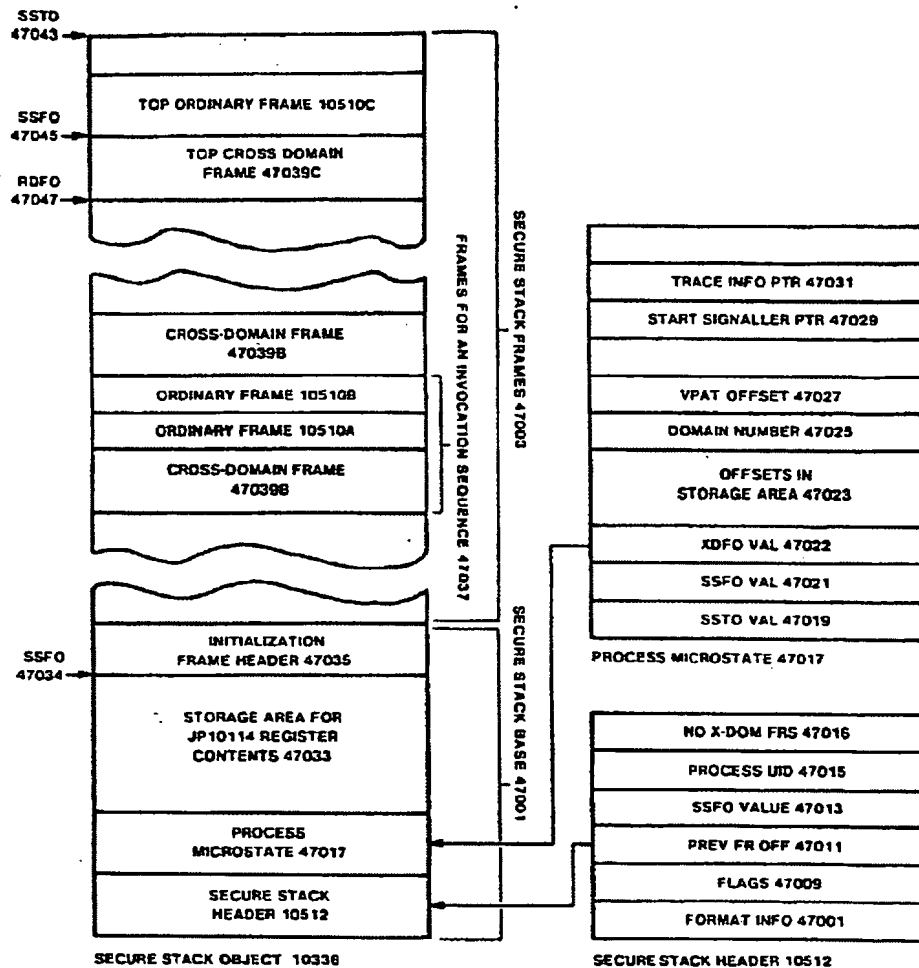 SSTO
47043
TOP ORDINARY FRAME 10510C
SSFO
47045
TOP CROSS DOMAIN
FRAME 47039C
RDFO
47047
CROSS-DOMAIN FRAME
47039B
ORDINARY FRAME 10510B
ORDINARY FRAME 10510A
CROSS-DOMAIN FRAME
47039B
INITIALIZATION
FRAME HEADER 47035
SSFO
47034
STORAGE AREA FOR
JP10114 REGISTER
CONTENTS 47033
PROCESS
MICROSTATE 47017
SECURE STACK
HEADER 10512
SECURE STACK OBJECT 10336
FRAMES FOR AN INVOCATION SEQUENCE 47037
SECURE STACK FRAMES 47003
SECURE STACK BASE 47001
TRACE INFO PTR 47031
START SIGNALLER PTR 47029
VPAT OFFSET 47027
DOMAIN NUMBER 47025
OFFSETS IN
STORAGE AREA 47023
XDFO VAL 47022
SSFO VAL 47021
SSTO VAL 47019
PROCESS MICROSTATE 47017
NO X-DOM FRS 47016
PROCESS UID 47015
SSFO VALUE 47013
PREV FR OFF 47011
FLAGS 47009
FORMAT INFO 47001
SECURE STACK HEADER 10512